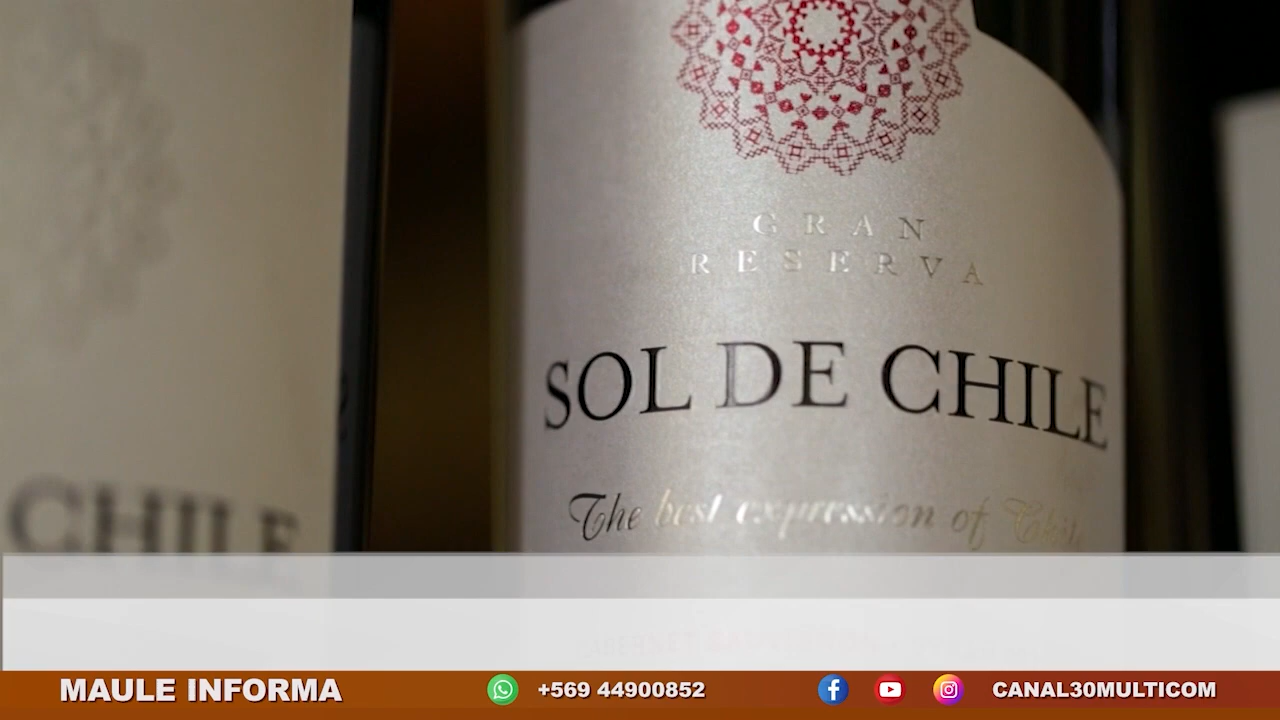 GRAN
RESERVA
SOL DE CHILE
The best expression of Chile
CHILE
MAULE INFORMA
+569 44900852
CANAL30MULTICOM